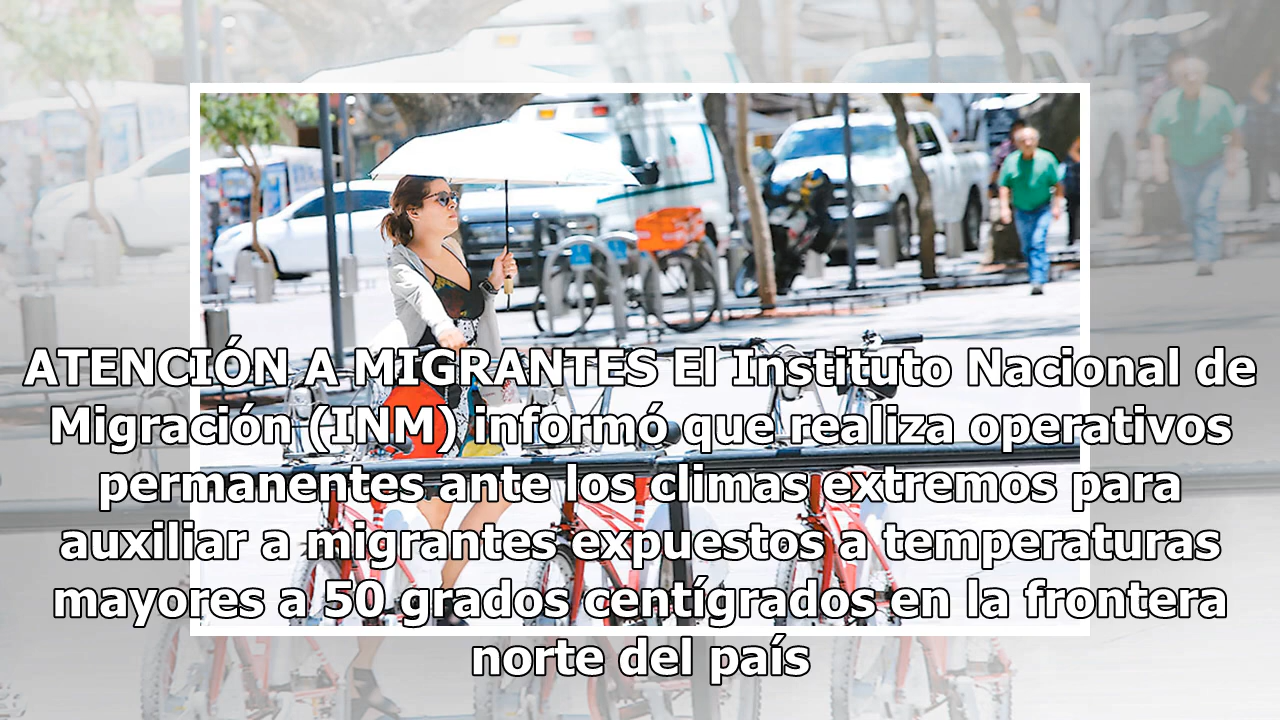 ATENCIÓN A MIGRANTES El Instituto Nacional de
Migración (INM) informó que realiza operativos
permanentes ante los climas extremos para
auxiliar a migrantes expuestos a temperaturas
mayores a 50 grados centígrados en la frontera
norte del país